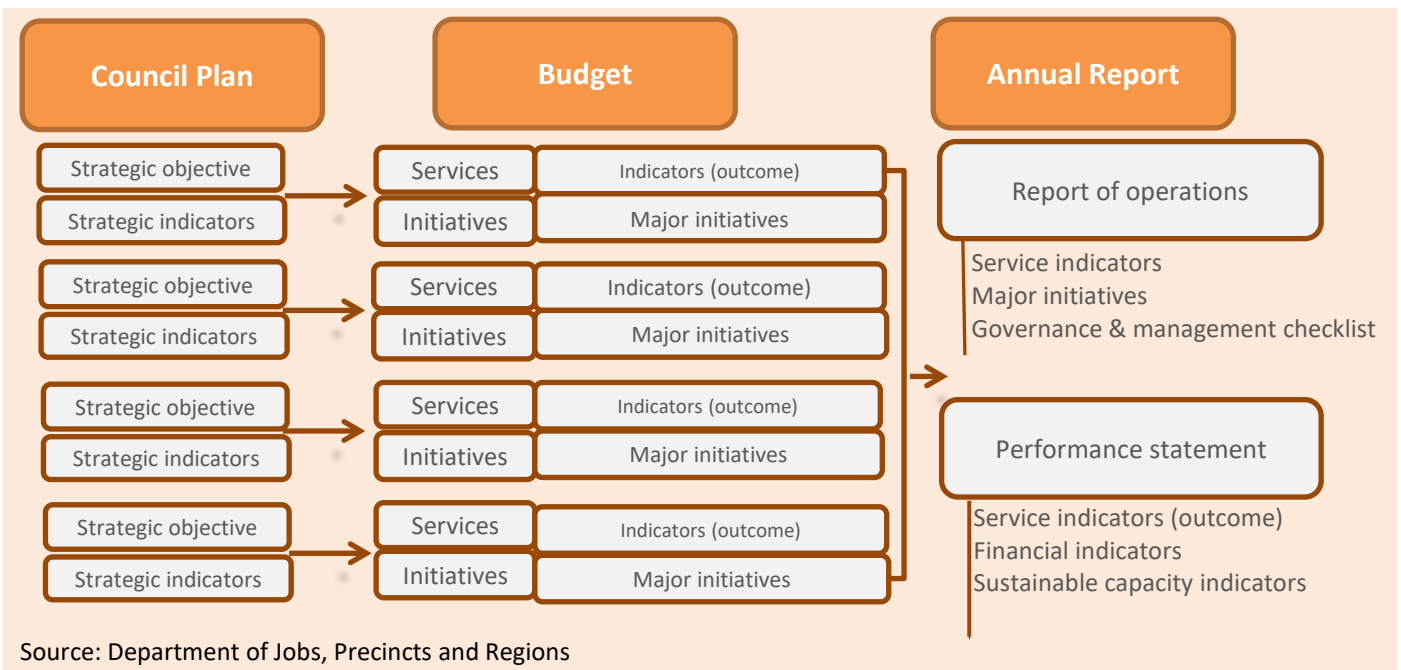 Council Plan
Budget
Annual Report
Strategic objective
Strategic indicators
Services
Indicators (outcome)
Initiatives
Major initiatives
Strategic objective
Strategic indicators
Services
Indicators (outcome)
Initiatives
Major initiatives
Strategic objective
Strategic indicators
Services
Indicators (outcome)
Initiatives
Major initiatives
Strategic objective
Strategic indicators
Services
Indicators (outcome)
Initiatives
Major initiatives
Report of operations
Service indicators
Major initiatives
Governance & management checklist
Performance statement
Service indicators (outcome)
Financial indicators
Sustainable capacity indicators
Source: Department of Jobs, Precincts and Regions